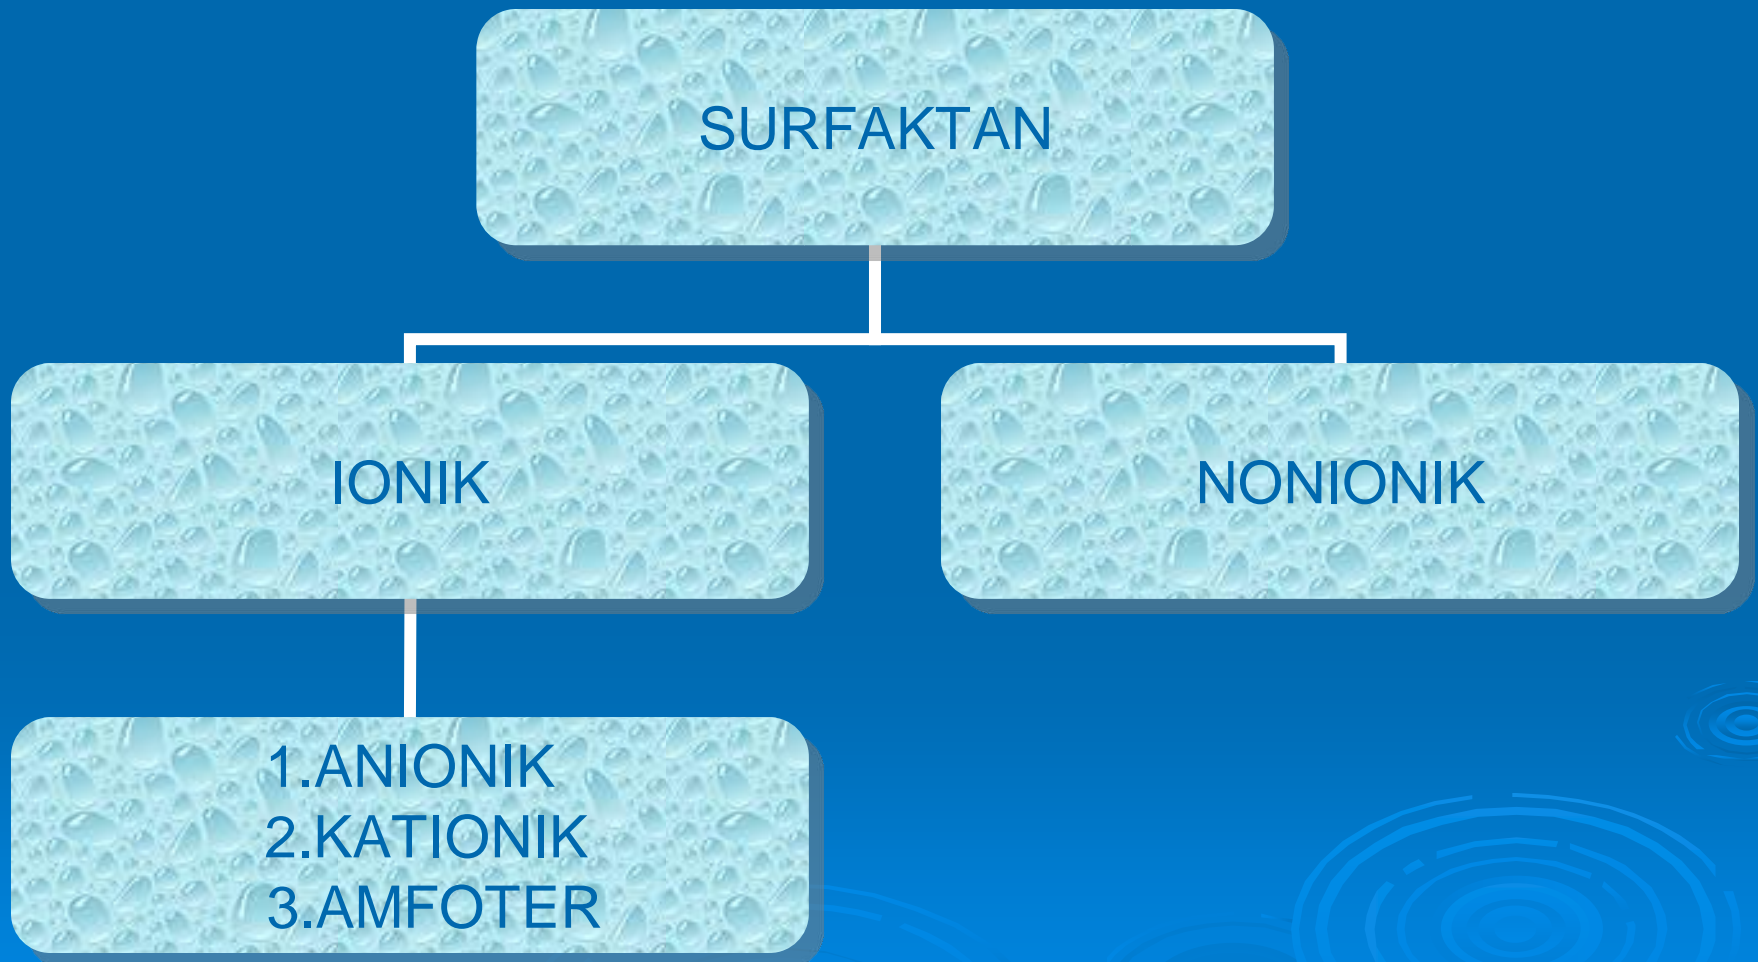 SURFAKTAN
IONIK
NONIONIK
1.ANIONIK
2.KATIONIK
3.AMFOTER